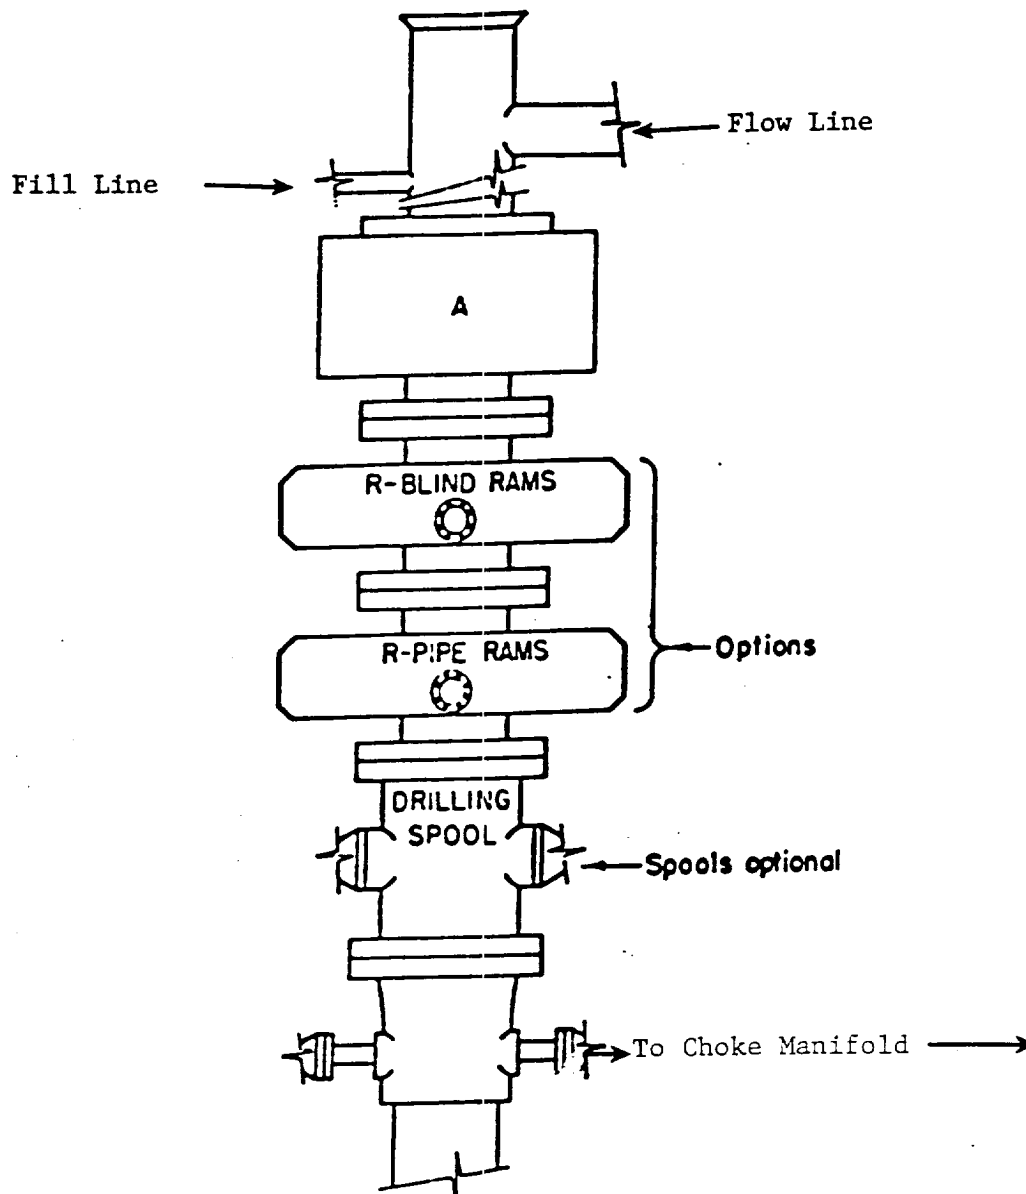 Flow Line
Fill Line
A
R-BLIND RAMS
R-PIPE RAMS
Options
DRILLING
SPOOL
Spools optional
To Choke Manifold